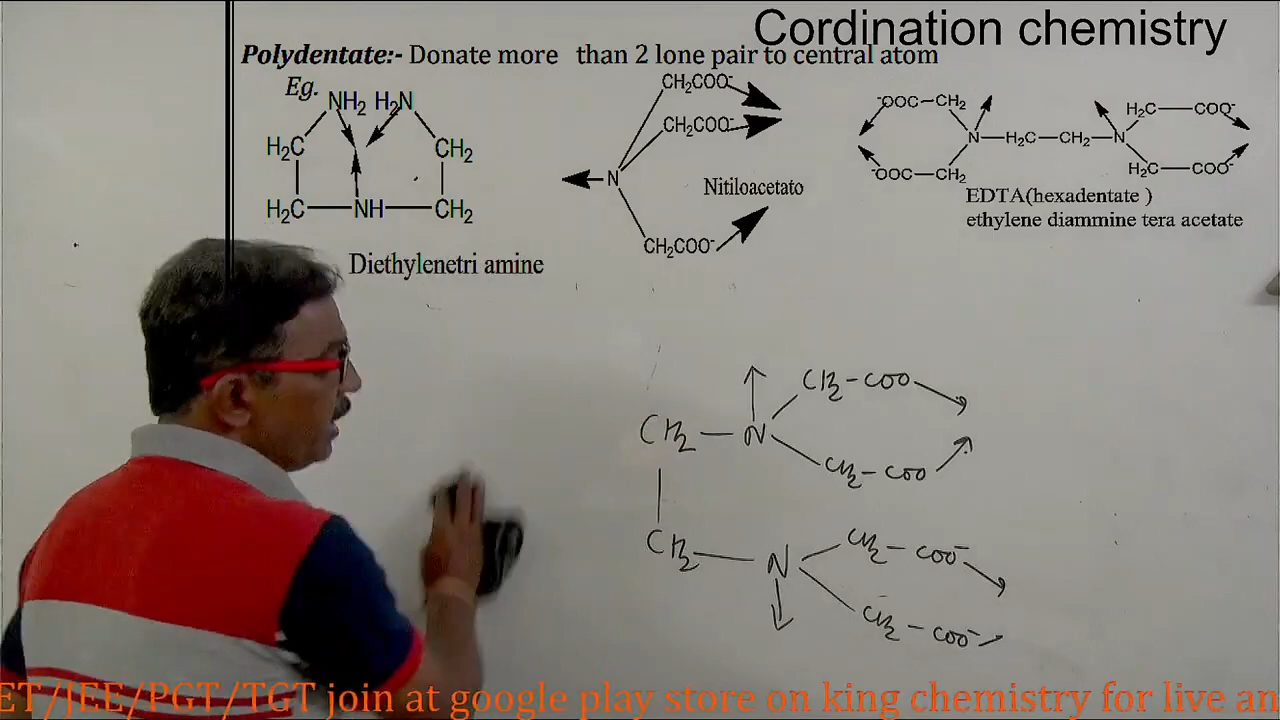 Cordination chemistry
Polydentate:- Donate more than 2 lone pair to central atom
Eg.
NH₂ H₂N
H₂C CH₂
H₂C NH CH₂
Diethylenetri amine
CH₂COO⁻
CH₂COO⁻
N
CH₂COO⁻
Nitiloacetato
⁻OOC—CH₂ H₂C—COO⁻
N—H₂C—CH₂—N
⁻OOC—CH₂ H₂C—COO⁻
EDTA(hexadentate )
ethylene diammine tera acetate
CH₂-COO
CH₂ — N
CH₂-COO
CH₂ — COO⁻
CH₂ — N
CH₂ — COO⁻
ET/JEE/PGT/TGT join at google play store on king chemistry for live an